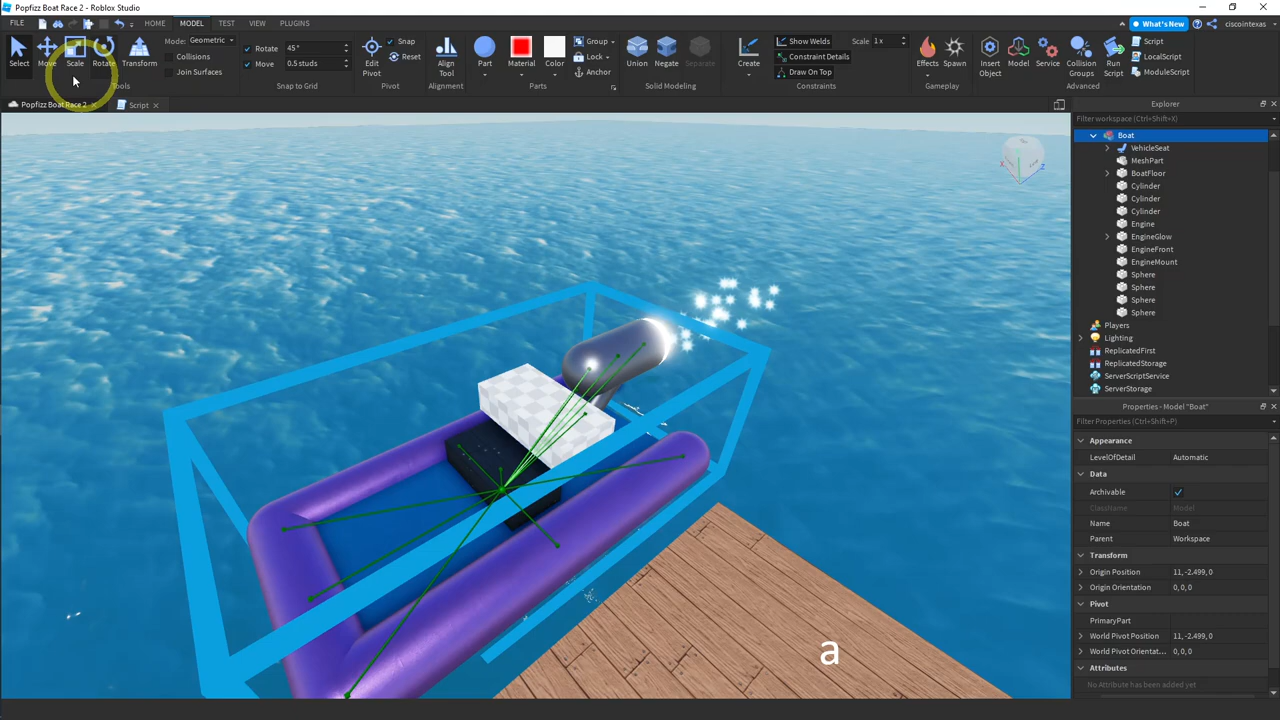 Popfizz Boat Race 2 - Roblox Studio
FILE
HOME
MODEL
TEST
VIEW
PLUGINS
What's New
ciscointexas
Select
Move
Scale
Rotate
Transform
Mode:
Geometric
Collisions
Join Surfaces
Tools
Rotate
45°
Move
0.5 studs
Snap to Grid
Edit
Pivot
Snap
Reset
Pivot
Align
Tool
Alignment
Part
Material
Color
Group
Lock
Anchor
Parts
Union
Negate
Separate
Solid Modeling
Create
Show Welds
Constraint Details
Draw On Top
Scale
1 x
Constraints
Effects
Spawn
Gameplay
Insert
Object
Model
Service
Collision
Groups
Run
Script
Script
LocalScript
ModuleScript
Advanced
Popfizz Boat Race 2
Script
Explorer
Filter workspace (Ctrl+Shift+X)
Boat
VehicleSeat
MeshPart
BoatFloor
Cylinder
Cylinder
Cylinder
Engine
EngineGlow
EngineFront
EngineMount
Sphere
Sphere
Sphere
Sphere
Players
Lighting
ReplicatedFirst
ReplicatedStorage
ServerScriptService
ServerStorage
Properties - Model "Boat"
Filter Properties (Ctrl+Shift+P)
Appearance
LevelOfDetail Automatic
Data
Archivable
ClassName Model
Name Boat
Parent Workspace
Transform
Origin Position 11, -2.499, 0
Origin Orientation 0, 0, 0
Pivot
PrimaryPart
World Pivot Position 11, -2.499, 0
World Pivot Orientat... 0, 0, 0
Attributes
No Attribute has been added yet
a